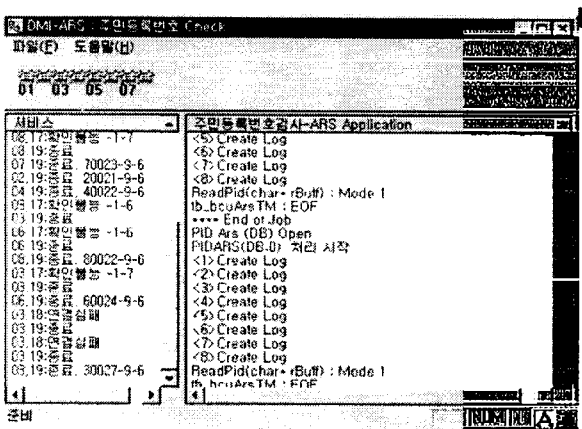 DMI-ARS : 주민등록번호 Check
파일(F) 도움말(H)
01 03 05 07
서비스
08.17:확인불능 -1-7
08.19:종료
07.19:종료. 70023-9-6
02.19:종료. 20021-9-6
04.19:종료. 40022-9-6
03.17:확인불능 -1-6
03.19:종료
06.17:확인불능 -1-6
06.19:종료
08.19:종료. 80022-9-6
03.17:확인불능 -1-7
03.19:종료
06.19:종료. 60024-9-6
03.18:연결실패
03.19:종료
03.18:연결실패
03.19:종료
03.19:종료. 30027-9-6
주민등록번호검사-ARS Application
<5> Create Log
<6> Create Log
<7> Create Log
<8> Create Log
ReadPid(char* rBuff) : Mode 1
tb_bcuArsTM : EOF
**** End of Job
PID Ars (DB) Open
PIDARS(DB.0) 처리 시작
<1> Create Log
<2> Create Log
<3> Create Log
<4> Create Log
<5> Create Log
<6> Create Log
<7> Create Log
<8> Create Log
ReadPid(char* rBuff) : Mode 1
tb_bcuArsTM : EOF
준비
NUM